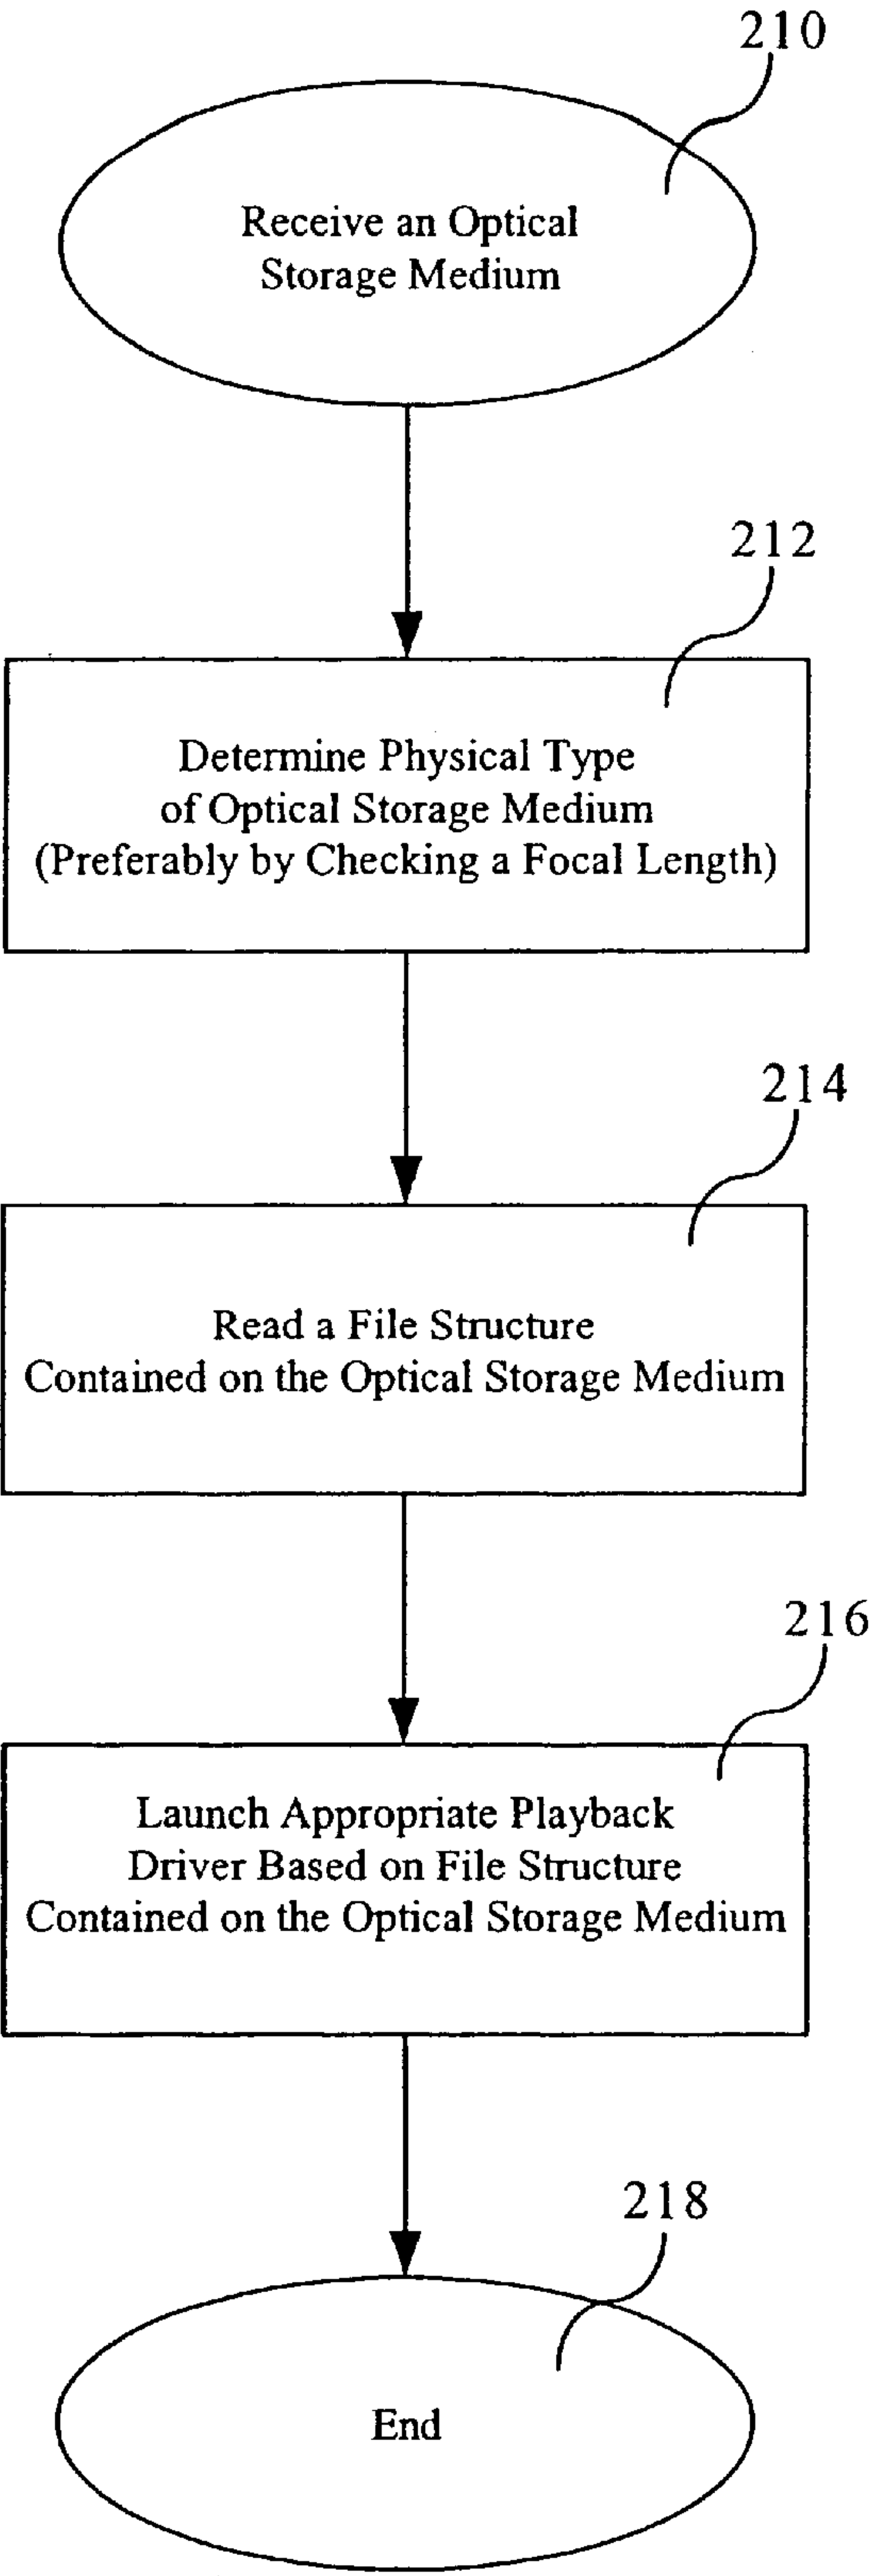 210
Receive an Optical
Storage Medium
212
Determine Physical Type
of Optical Storage Medium
(Preferably by Checking a Focal Length)
214
Read a File Structure
Contained on the Optical Storage Medium
216
Launch Appropriate Playback
Driver Based on File Structure
Contained on the Optical Storage Medium
218
End